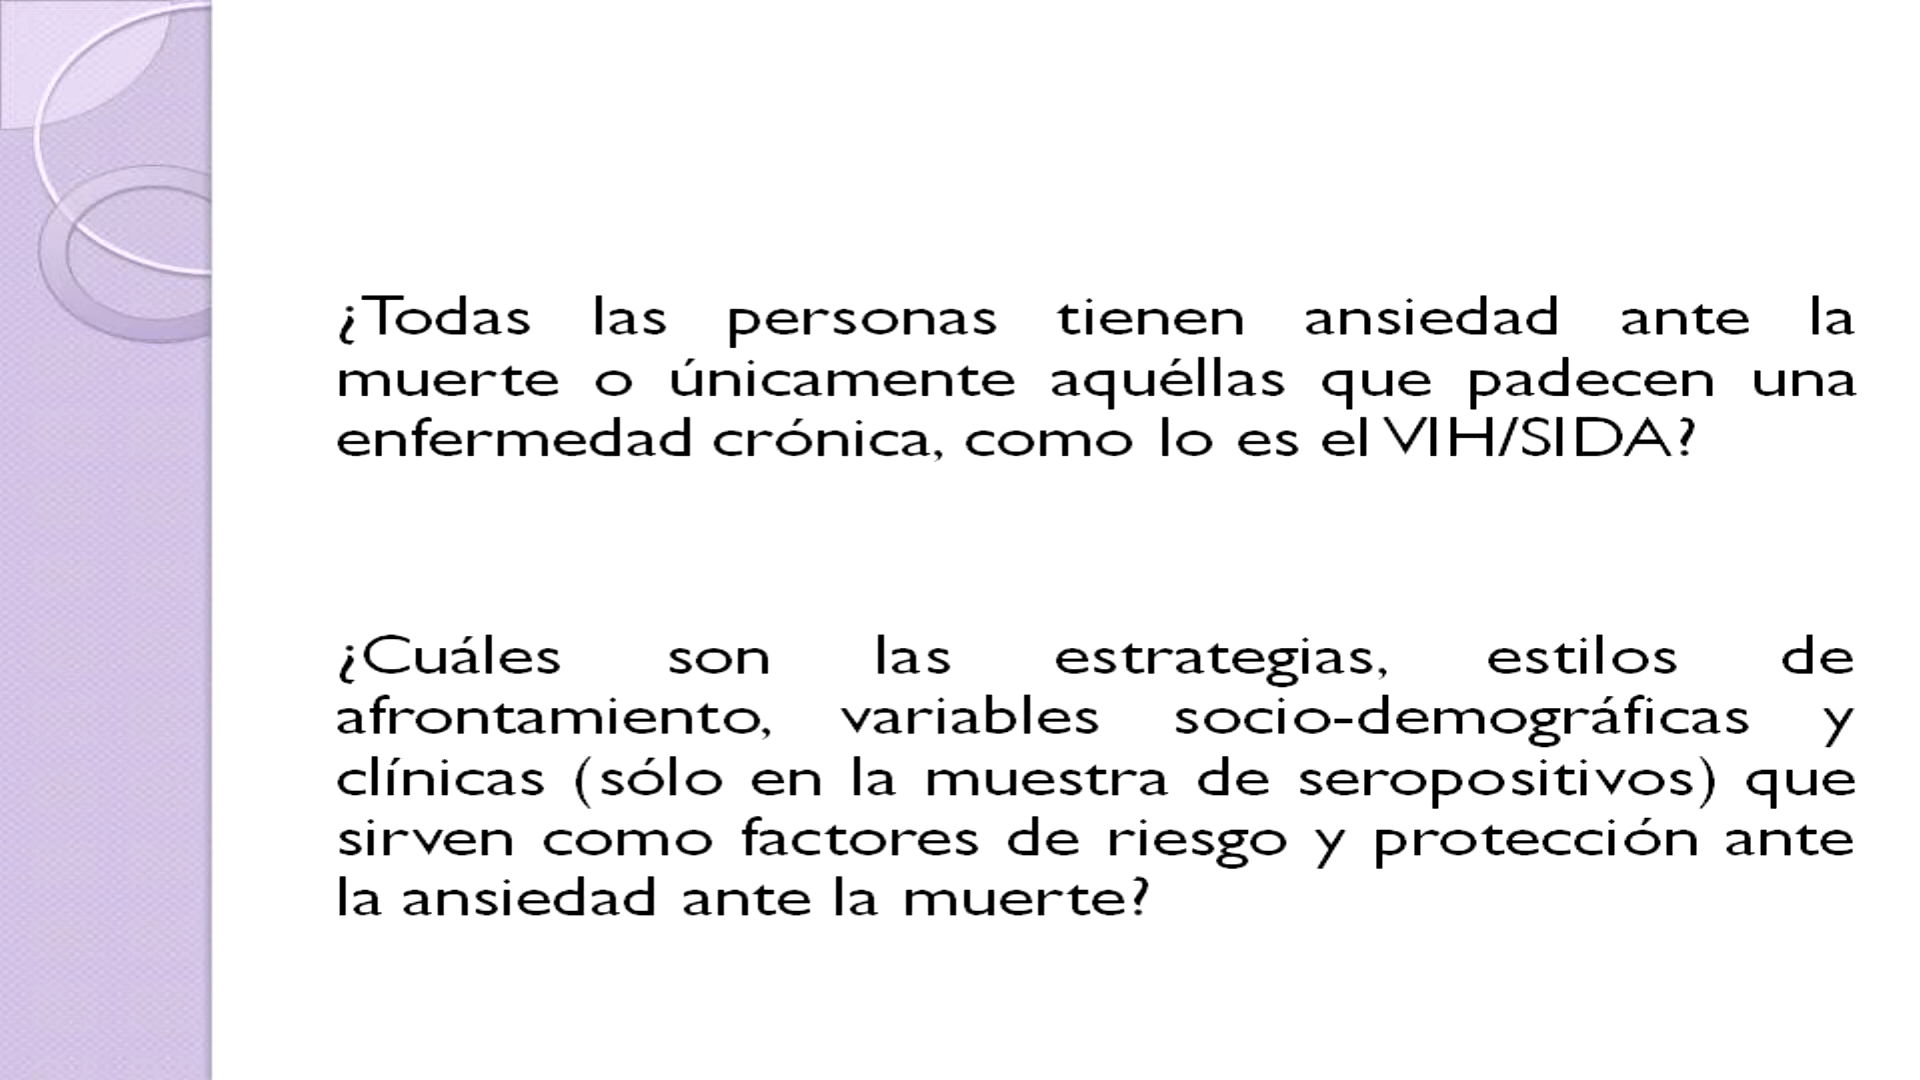 ¿Todas las personas tienen ansiedad ante la
muerte o únicamente aquéllas que padecen una
enfermedad crónica, como lo es el VIH/SIDA?
¿Cuáles son las estrategias, estilos de
afrontamiento, variables socio-demográficas y
clínicas (sólo en la muestra de seropositivos) que
sirven como factores de riesgo y protección ante
la ansiedad ante la muerte?